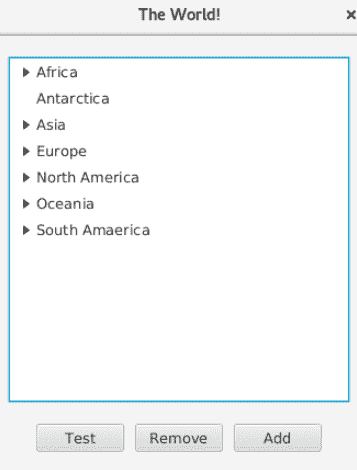 The World!
Africa
Antarctica
Asia
Europe
North America
Oceania
South Amaerica
Test Remove Add